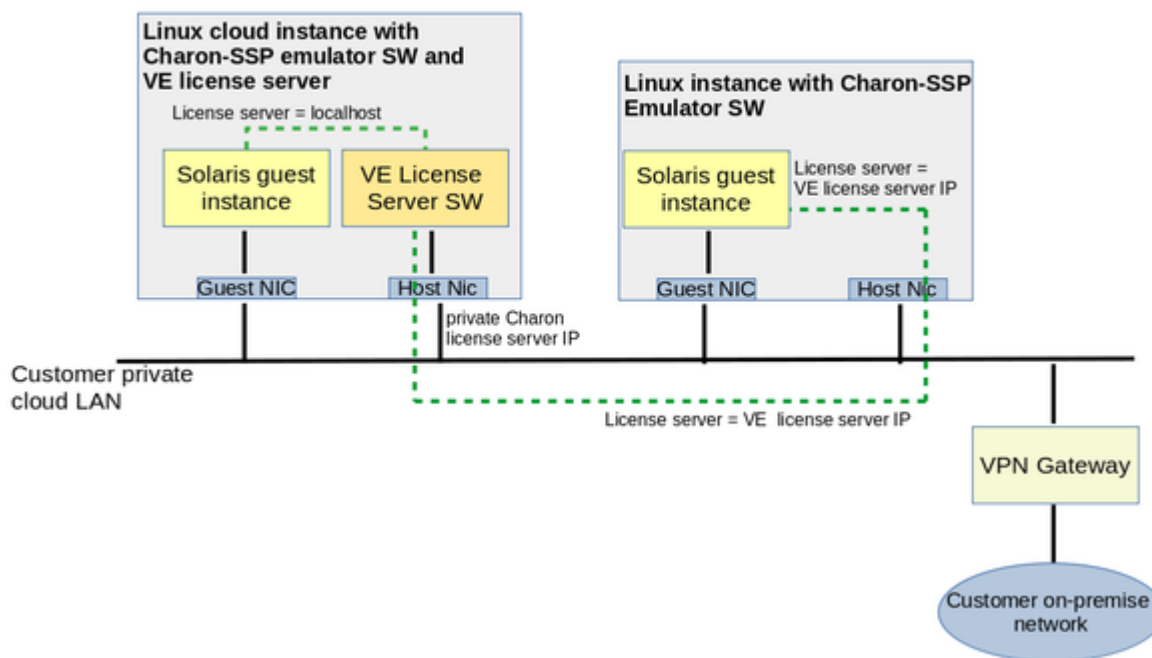 Linux cloud instance with
Charon-SSP emulator SW and
VE license server
License server = localhost
Solaris guest
instance
VE License
Server SW
Guest NIC
Host Nic
private Charon
license server IP
Linux instance with Charon-SSP
Emulator SW
Solaris guest
instance
License server =
VE license server IP
Guest NIC
Host Nic
Customer private
cloud LAN
License server = VE license server IP
VPN Gateway
Customer on-premise
network